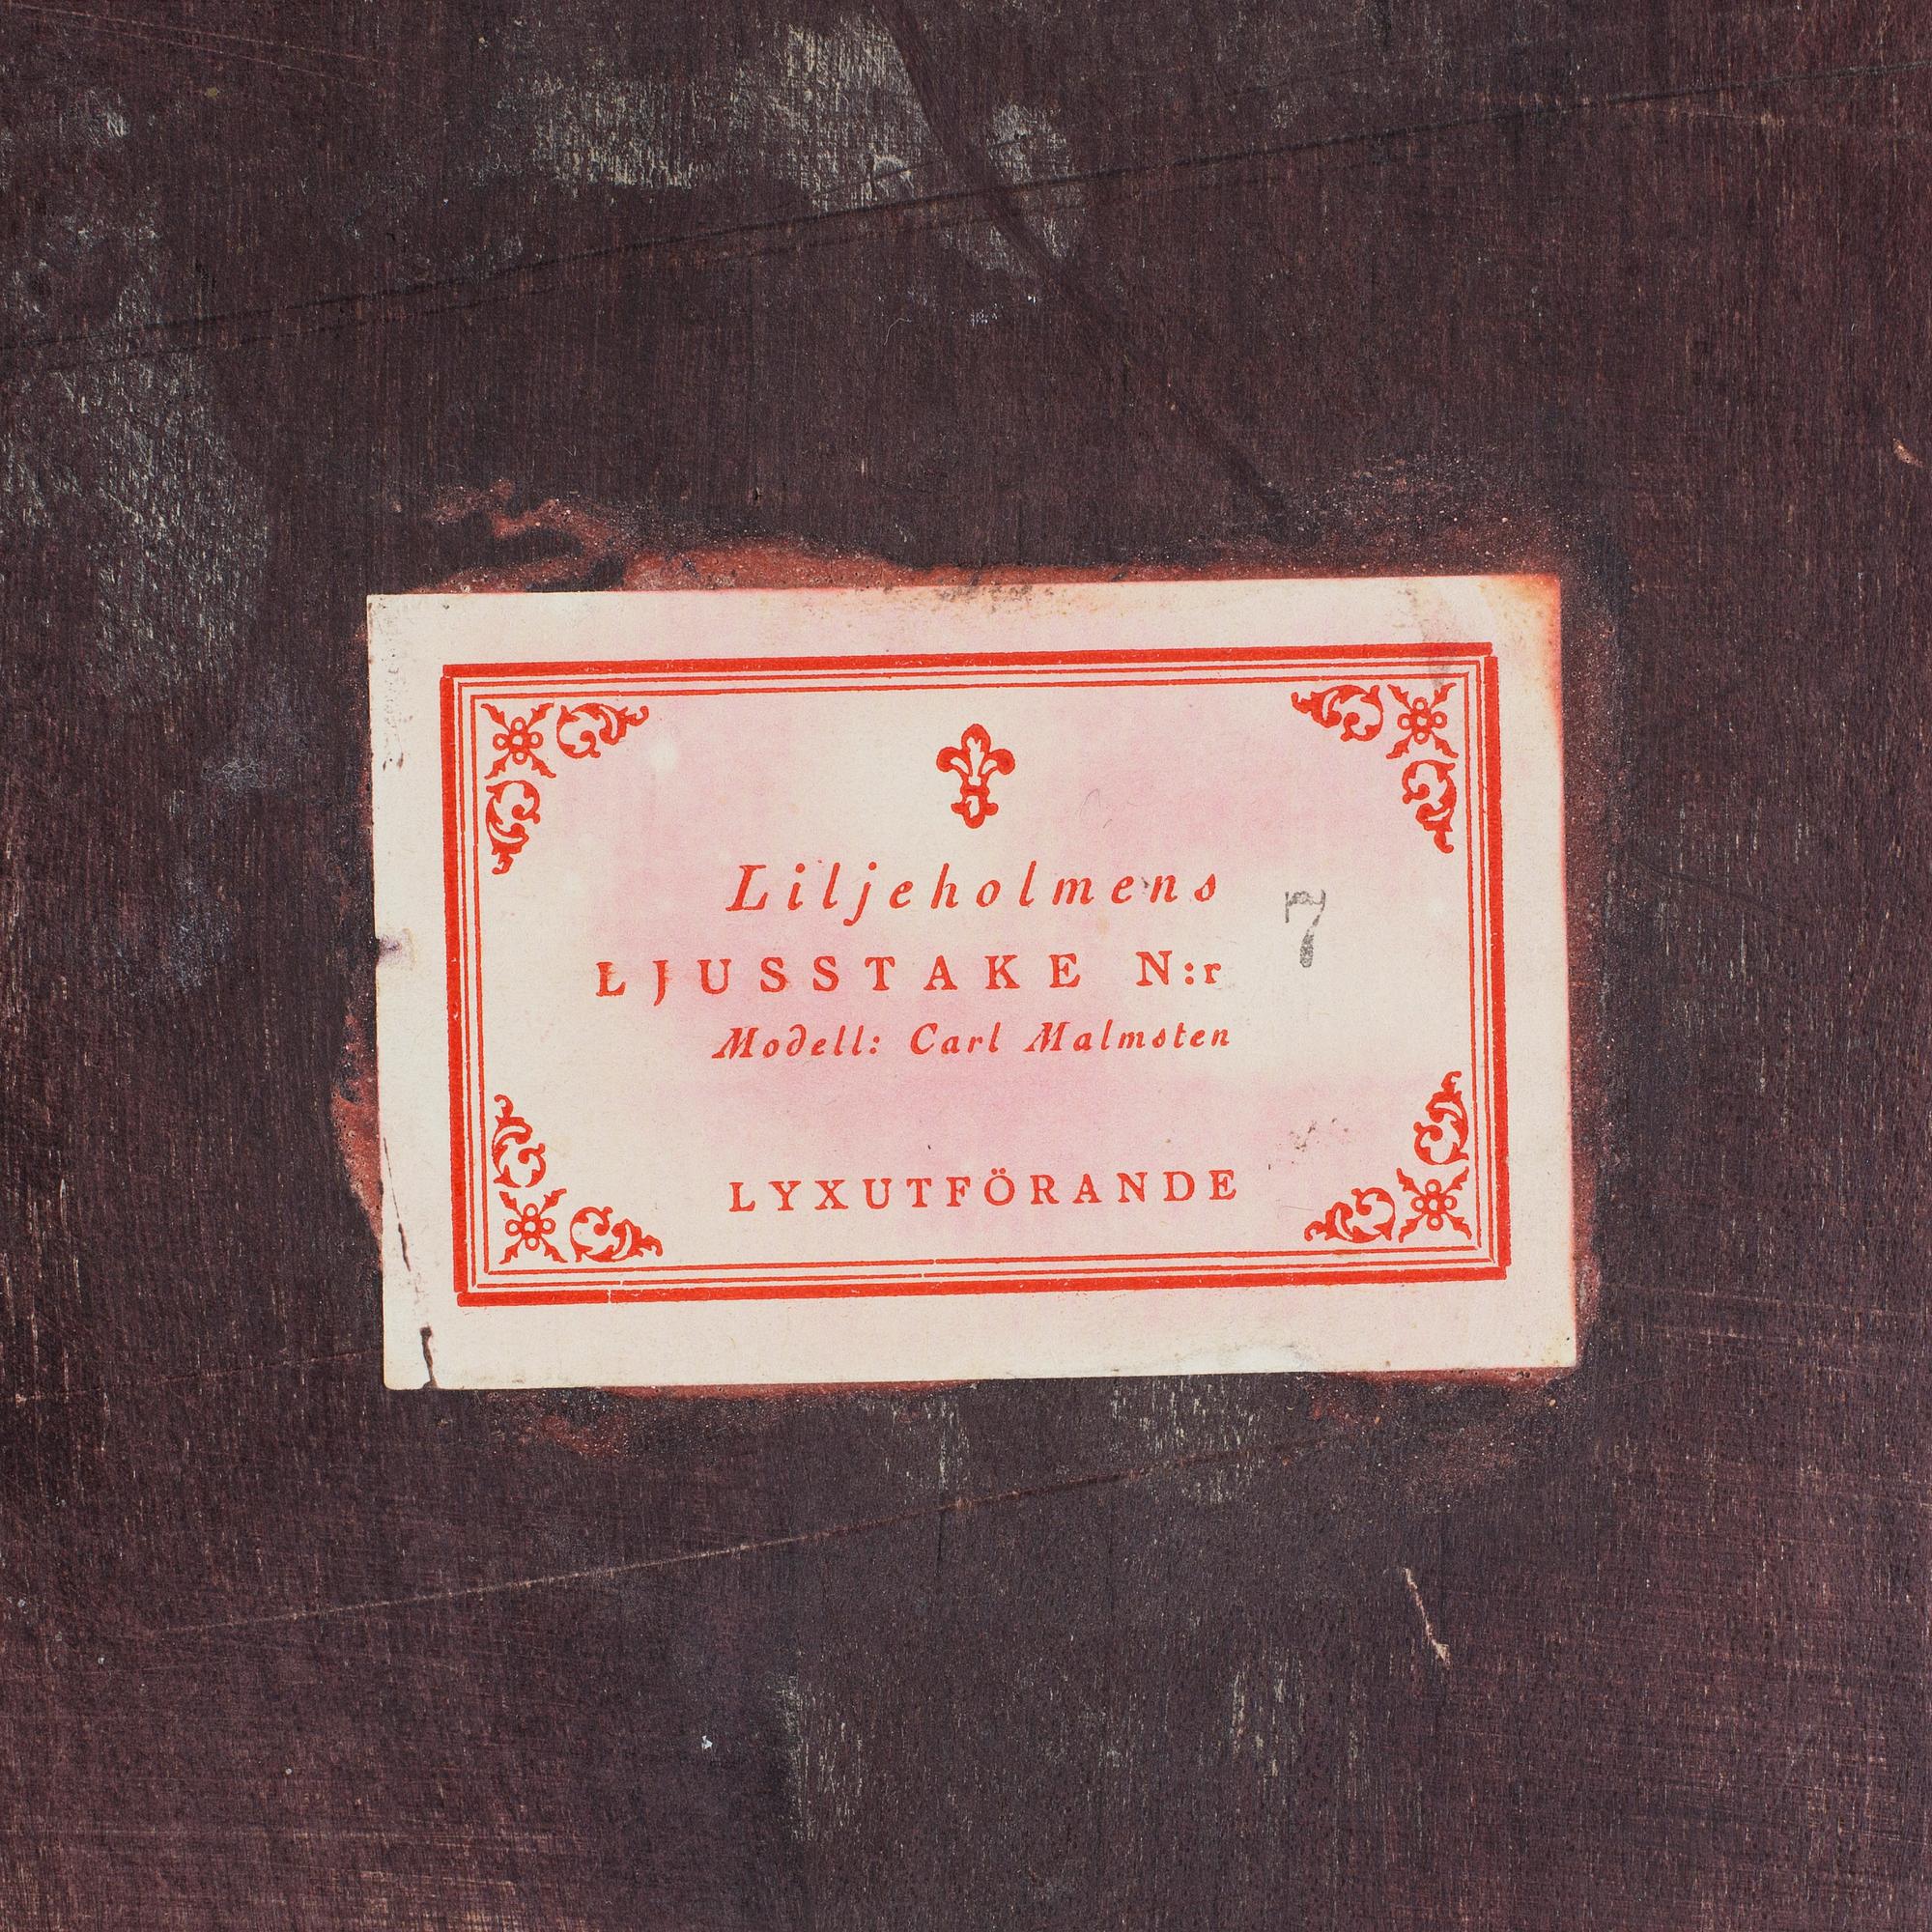 Liljeholmens
LJUSSTAKE N:r 7
Modell: Carl Malmsten
LYXUTFÖRANDE